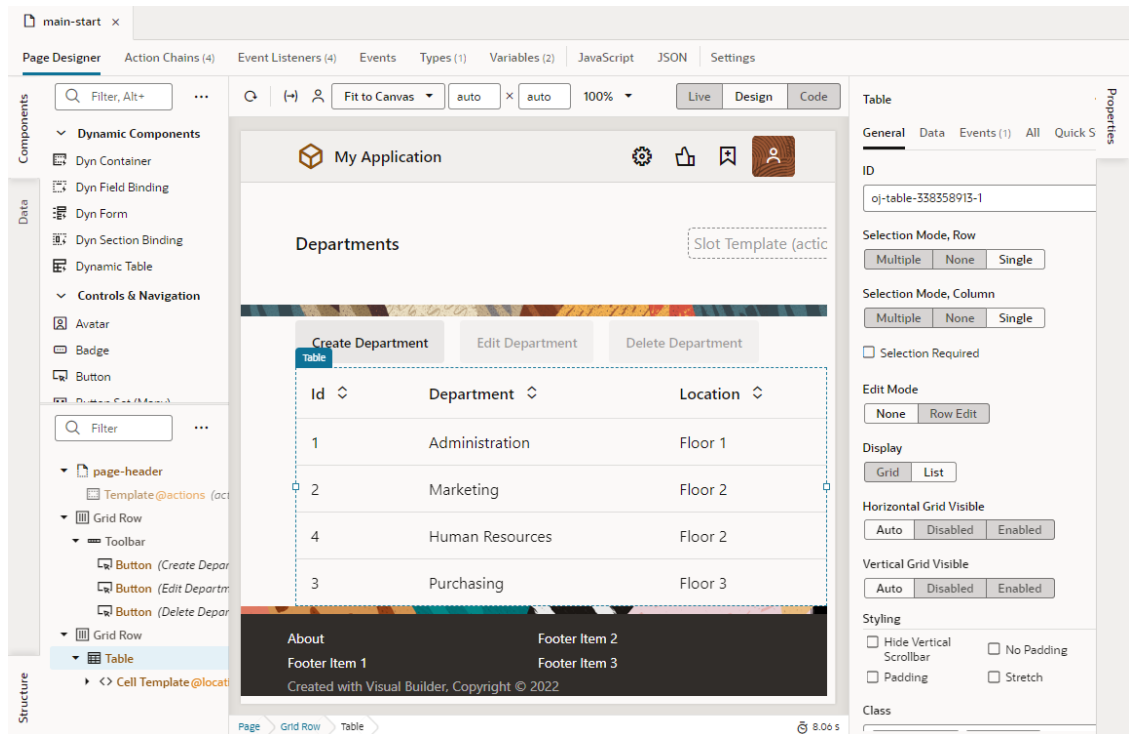 main-start ×
Page Designer Action Chains (4) Event Listeners (4) Events Types (1) Variables (2) JavaScript JSON Settings
Components
Data
Filter, Alt+ ...
Dynamic Components
Dyn Container
Dyn Field Binding
Dyn Form
Dyn Section Binding
Dynamic Table
Controls & Navigation
Avatar
Badge
Button
Structure
Filter ...
page-header
Template @actions (act
Grid Row
Toolbar
Button (Create Depar
Button (Edit Departm
Button (Delete Depar
Grid Row
Table
<> Cell Template @locati
Fit to Canvas auto × auto 100% Live Design Code
My Application
Departments
Slot Template (actic
Create Department Edit Department Delete Department
Table
Id Department Location
1 Administration Floor 1
2 Marketing Floor 2
4 Human Resources Floor 2
3 Purchasing Floor 3
About Footer Item 2
Footer Item 1 Footer Item 3
Created with Visual Builder, Copyright © 2022
Page Grid Row Table 8.06 s
Properties
Table
General Data Events (1) All Quick S
ID
oj-table-338358913-1
Selection Mode, Row
Multiple None Single
Selection Mode, Column
Multiple None Single
Selection Required
Edit Mode
None Row Edit
Display
Grid List
Horizontal Grid Visible
Auto Disabled Enabled
Vertical Grid Visible
Auto Disabled Enabled
Styling
Hide Vertical Scrollbar No Padding
Padding Stretch
Class